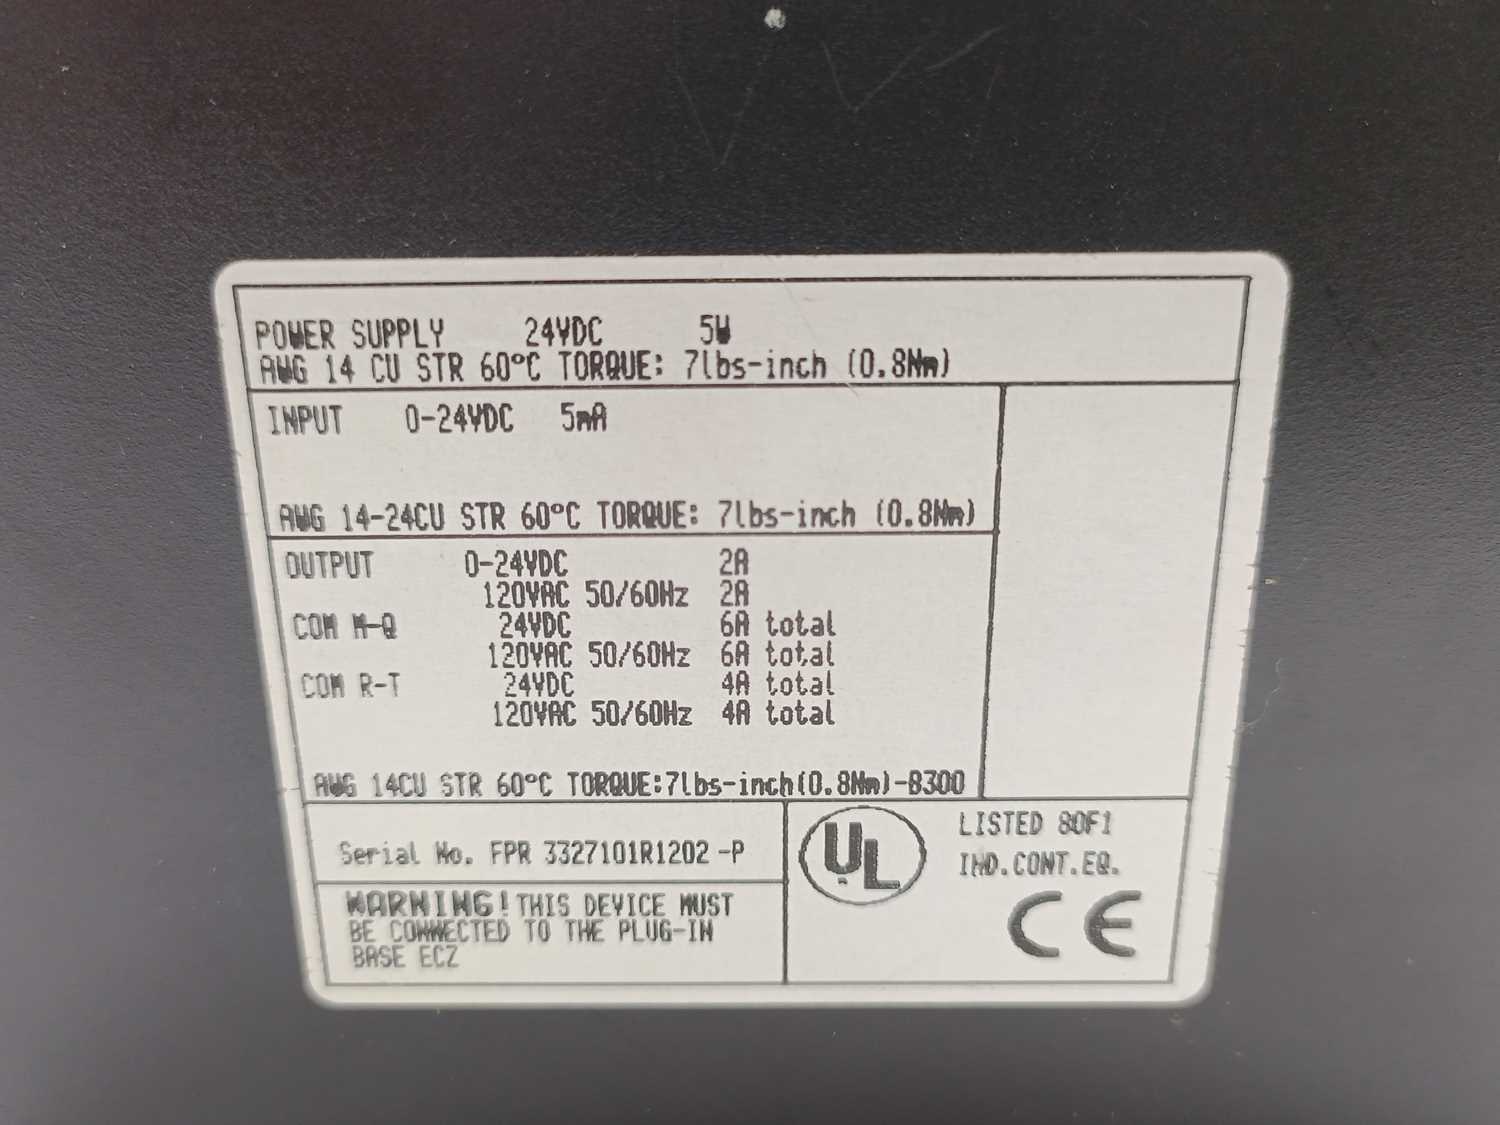 POWER SUPPLY 24VDC 5W
AWG 14 CU STR 60°C TORQUE: 7lbs-inch (0.8Nm)
INPUT 0-24VDC 5mA
AWG 14-24CU STR 60°C TORQUE: 7lbs-inch (0.8Nm)
OUTPUT 0-24VDC 2A
120VAC 50/60Hz 2A
COM M-Q 24VDC 6A total
120VAC 50/60Hz 6A total
COM R-T 24VDC 4A total
120VAC 50/60Hz 4A total
AWG 14CU STR 60°C TORQUE:7lbs-inch(0.8Nm)-B300
Serial No. FPR 3327101R1202 -P
WARNING! THIS DEVICE MUST
BE CONNECTED TO THE PLUG-IN
BASE ECZ
UL
LISTED 80F1
IND.CONT.EQ.
CE